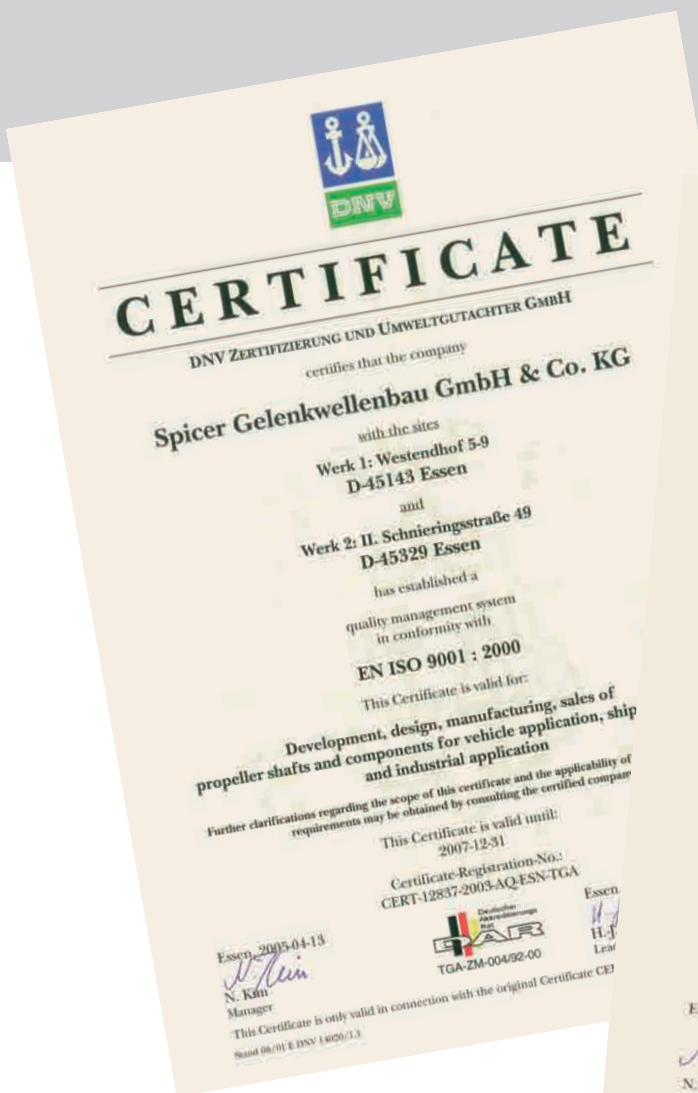 DNV
CERTIFICATE
DNV ZERTIFIZIERUNG UND UMWELTGUTACHTER GMBH
certifies that the company
Spicer Gelenkwellenbau GmbH & Co. KG
with the sites
Werk 1: Westendhof 5-9
D-45143 Essen
and
Werk 2: II. Schnieringsstraße 49
D-45329 Essen
has established a
quality management system
in conformity with
EN ISO 9001 : 2000
This Certificate is valid for:
Development, design, manufacturing, sales of
propeller shafts and components for vehicle application, ship
and industrial application
Further clarifications regarding the scope of this certificate and the applicability of
requirements may be obtained by consulting the certified company
This Certificate is valid until:
2007-12-31
Certificate-Registration-No.:
CERT-12837-2003-AQ-ESN-TGA
Essen, 2005-04-13
Deutscher
Akkreditierungs
Rat
DAR
TGA-ZM-004/92-00
Essen
H.-J
Lead
N. Kim
Manager
This Certificate is only valid in connection with the original Certificate CE
E
N.